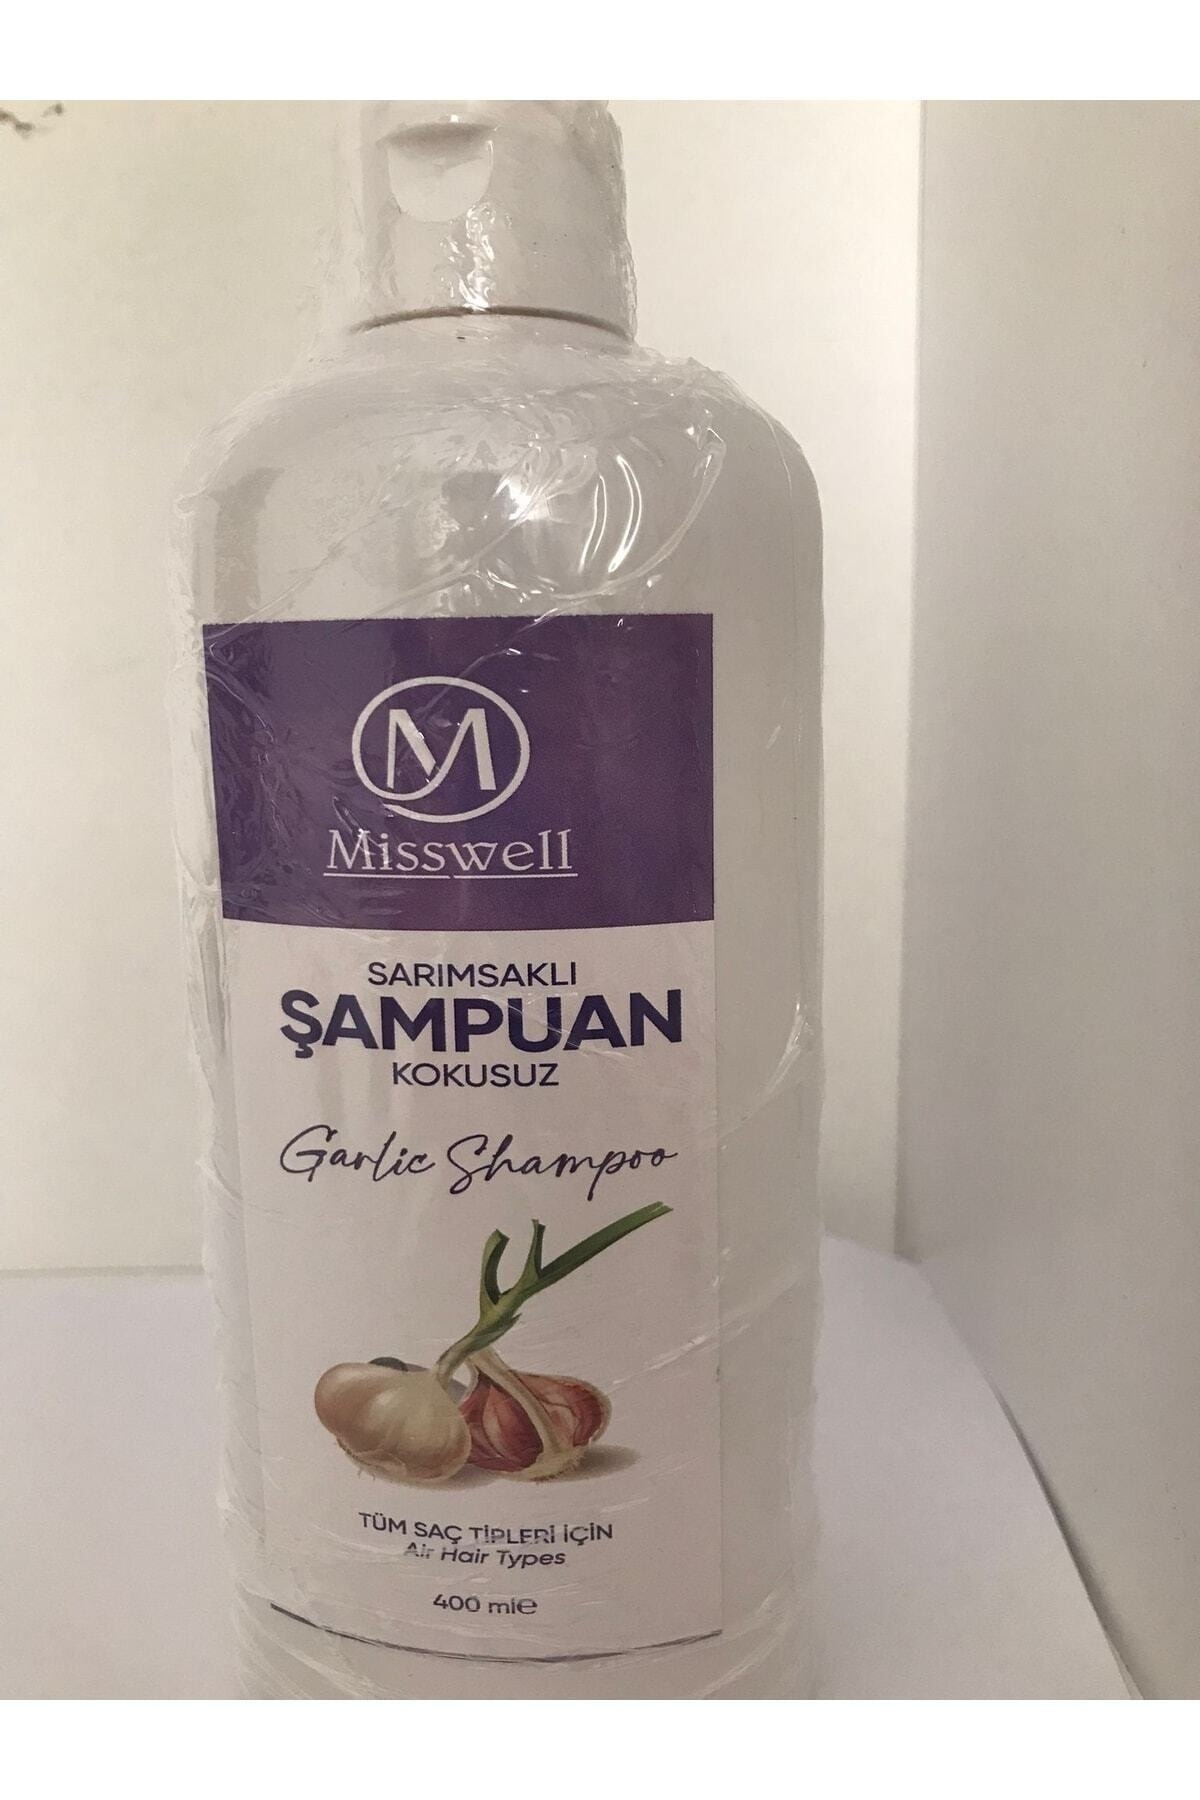 M
Misswell
SARIMSAKLI
ŞAMPUAN
KOKUSUZ
Garlic Shampoo
TÜM SAÇ TİPLERİ İÇİN
Air Hair Types
400 mle